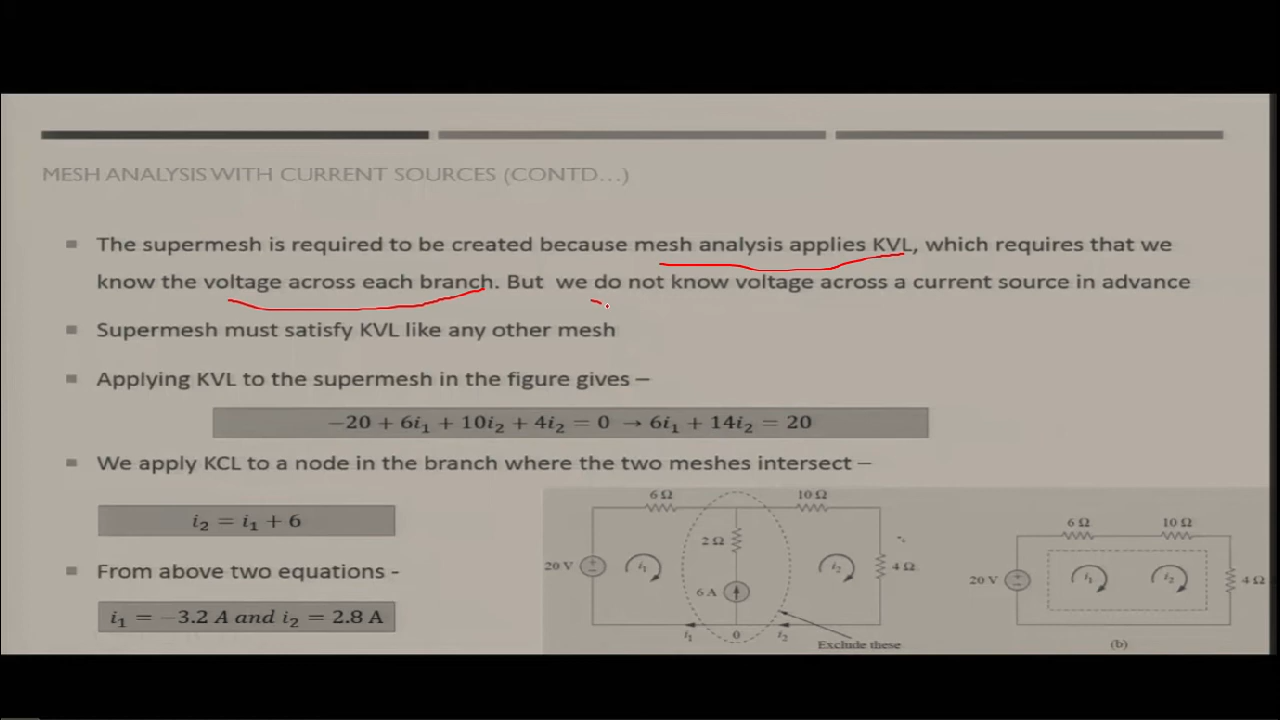 MESH ANALYSIS WITH CURRENT SOURCES (CONTD...)
The supermesh is required to be created because mesh analysis applies KVL, which requires that we
know the voltage across each branch. But we do not know voltage across a current source in advance
Supermesh must satisfy KVL like any other mesh
Applying KVL to the supermesh in the figure gives –
−20 + 6i₁ + 10i₂ + 4i₂ = 0 → 6i₁ + 14i₂ = 20
We apply KCL to a node in the branch where the two meshes intersect –
i₂ = i₁ + 6
From above two equations -
i₁ = −3.2 A and i₂ = 2.8 A
6 Ω 10 Ω
2 Ω
20 V i₁ i₂ 4 Ω
6 A
i₁ 0 i₂
Exclude these
6 Ω 10 Ω
20 V i₁ i₂ 4 Ω
(b)